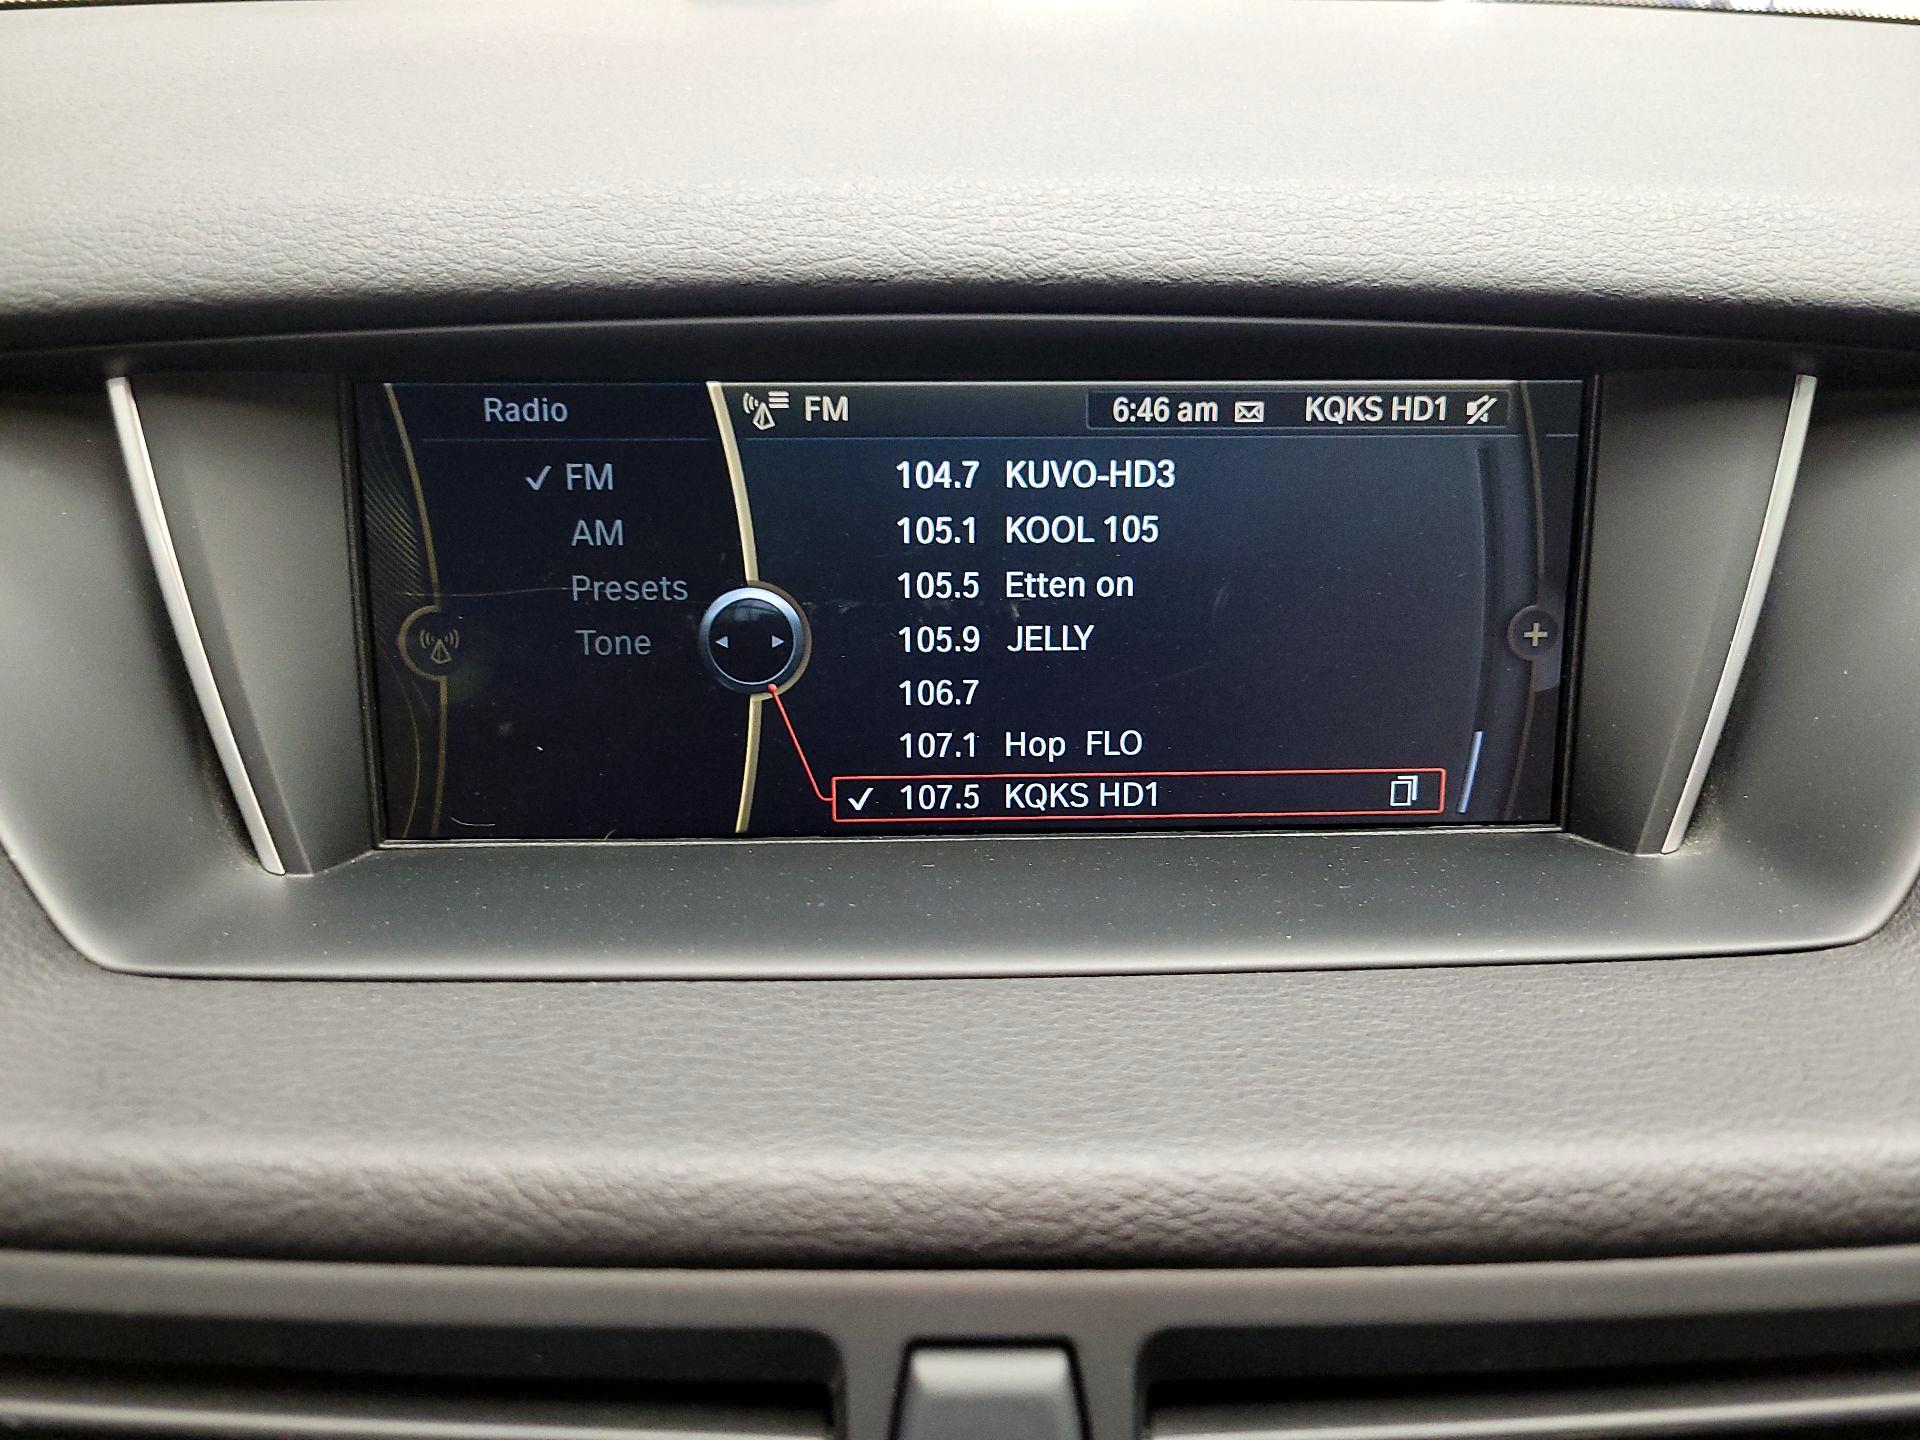 Radio
FM
AM
Presets
Tone
FM
6:46 am
KQKS HD1
104.7 KUVO-HD3
105.1 KOOL 105
105.5 Etten on
105.9 JELLY
106.7
107.1 Hop FLO
107.5 KQKS HD1